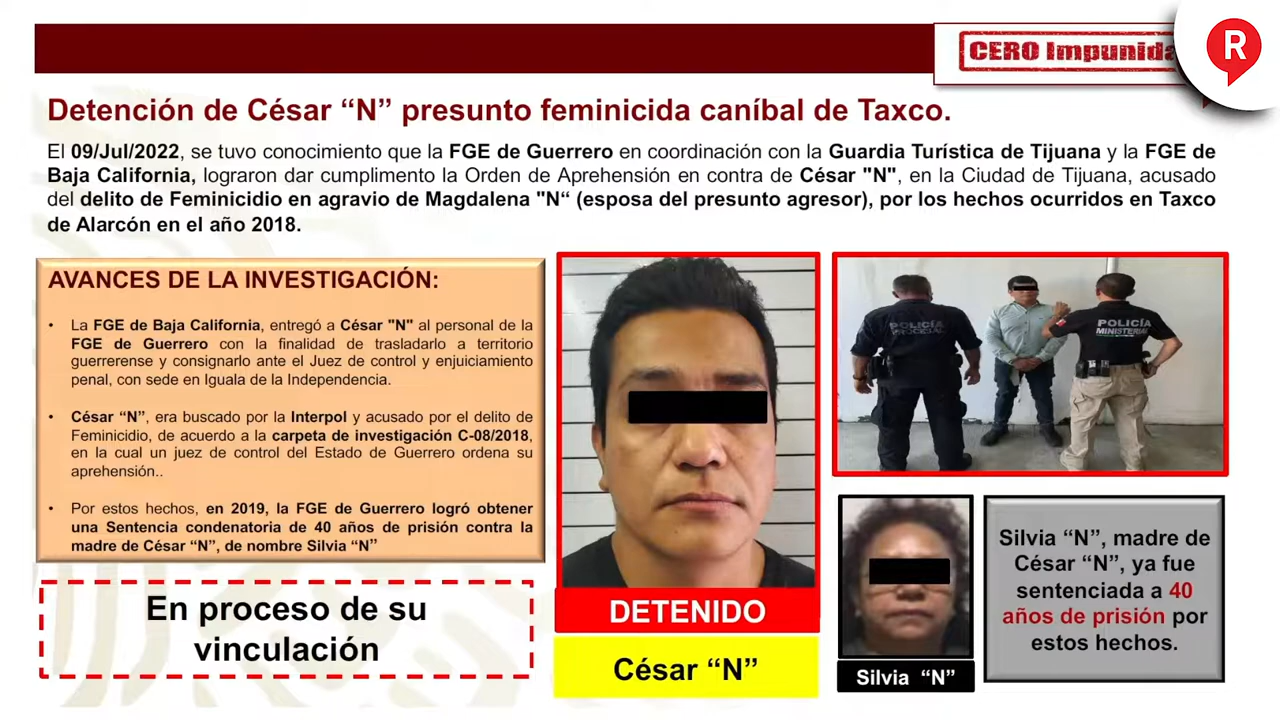 CERO Impunida
R
Detención de César “N” presunto feminicida caníbal de Taxco.
El 09/Jul/2022, se tuvo conocimiento que la FGE de Guerrero en coordinación con la Guardia Turística de Tijuana y la FGE de
Baja California, lograron dar cumplimento la Orden de Aprehensión en contra de César "N", en la Ciudad de Tijuana, acusado
del delito de Feminicidio en agravio de Magdalena "N“ (esposa del presunto agresor), por los hechos ocurridos en Taxco
de Alarcón en el año 2018.
AVANCES DE LA INVESTIGACIÓN:
• La FGE de Baja California, entregó a César "N" al personal de la
FGE de Guerrero con la finalidad de trasladarlo a territorio
guerrerense y consignarlo ante el Juez de control y enjuiciamiento
penal, con sede en Iguala de la Independencia.
• César “N”, era buscado por la Interpol y acusado por el delito de
Feminicidio, de acuerdo a la carpeta de investigación C-08/2018,
en la cual un juez de control del Estado de Guerrero ordena su
aprehensión..
• Por estos hechos, en 2019, la FGE de Guerrero logró obtener
una Sentencia condenatoria de 40 años de prisión contra la
madre de César “N”, de nombre Silvia “N”
En proceso de su
vinculación
DETENIDO
César “N”
POLICÍA
POLICÍA
MINISTERIAL
Silvia “N”
Silvia “N”, madre de
César “N”, ya fue
sentenciada a 40
años de prisión por
estos hechos.